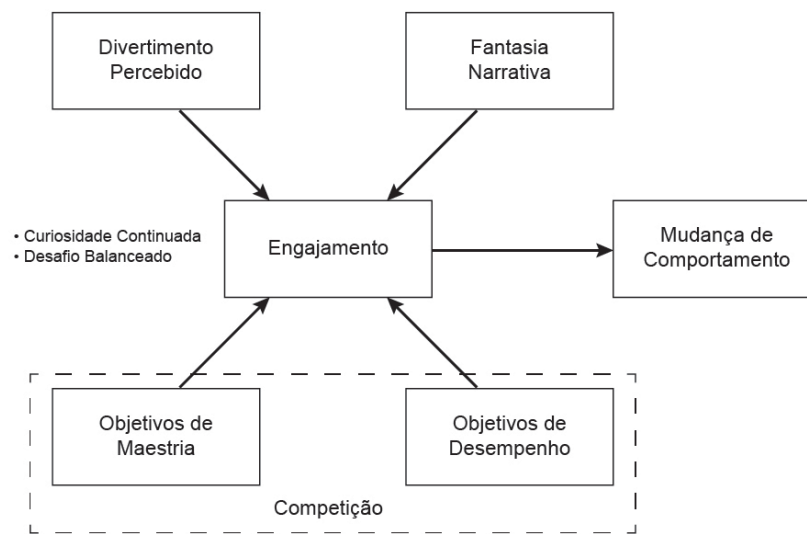 Divertimento
Percebido
Fantasia
Narrativa
• Curiosidade Continuada
• Desafio Balanceado
Engajamento
Mudança de
Comportamento
Objetivos de
Maestria
Objetivos de
Desempenho
Competição